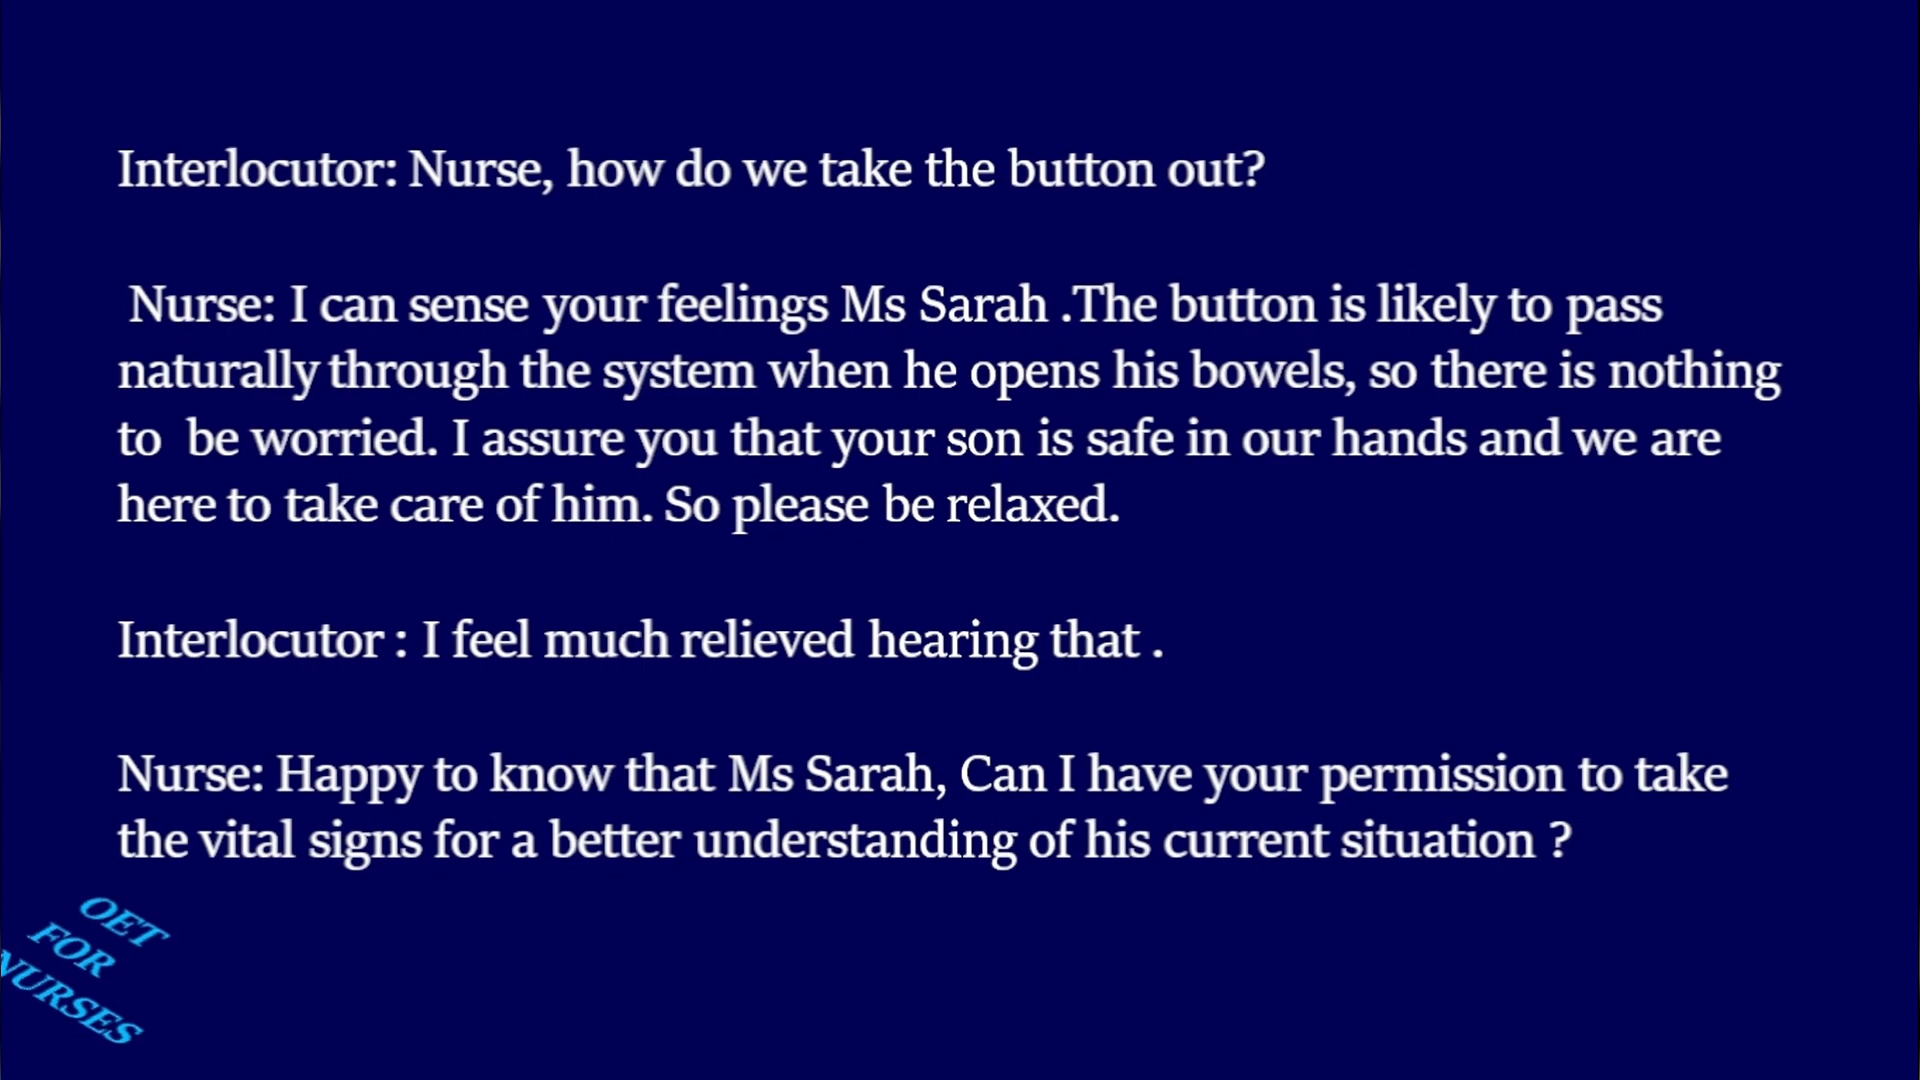 Interlocutor: Nurse, how do we take the button out?
Nurse: I can sense your feelings Ms Sarah .The button is likely to pass
naturally through the system when he opens his bowels, so there is nothing
to  be worried. I assure you that your son is safe in our hands and we are
here to take care of him. So please be relaxed.
Interlocutor : I feel much relieved hearing that .
Nurse: Happy to know that Ms Sarah, Can I have your permission to take
the vital signs for a better understanding of his current situation ?
OET
FOR
NURSES